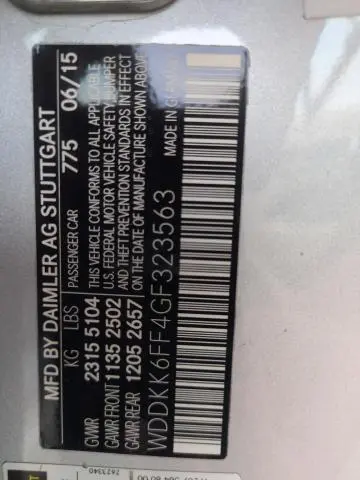 MFD BY DAIMLER AG STUTTGART
775 06/15
PASSENGER CAR
KG LBS
THIS VEHICLE CONFORMS TO ALL APPLICABLE
U.S. FEDERAL MOTOR VEHICLE SAFETY, BUMPER
AND THEFT PREVENTION STANDARDS IN EFFECT
ON THE DATE OF MANUFACTURE SHOWN ABOVE
GVWR 2315 5104
GAWR FRONT 1135 2502
GAWR REAR 1205 2657
MADE IN
WDDKK6FF4GF323563
2623340